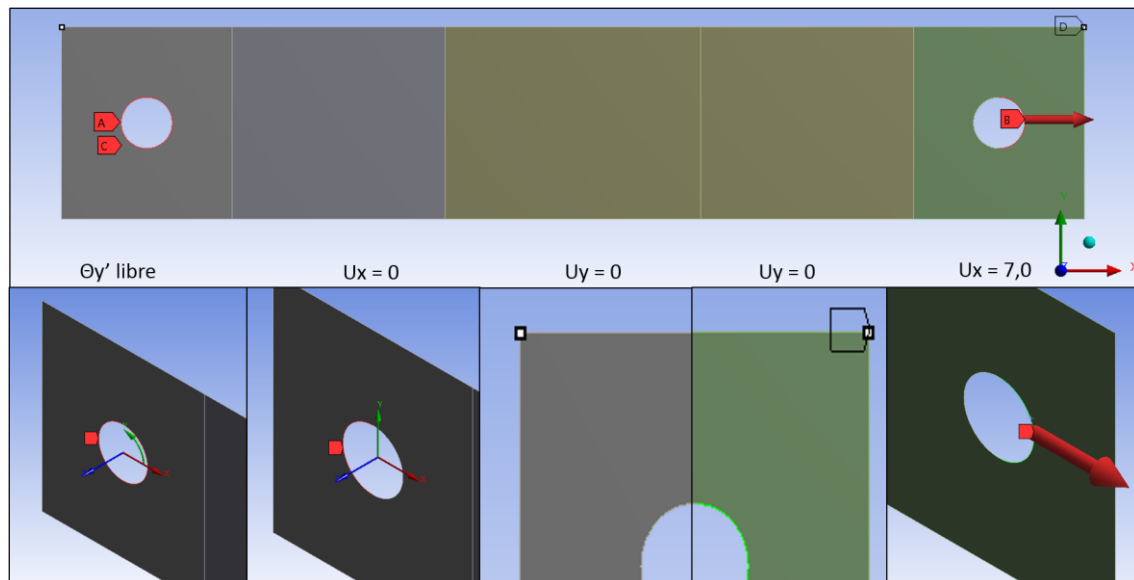 D
A
B
C
Y
X
Z
Θy’ libre
Ux = 0
Uy = 0
Uy = 0
Ux = 7,0
Y
X
Y
X